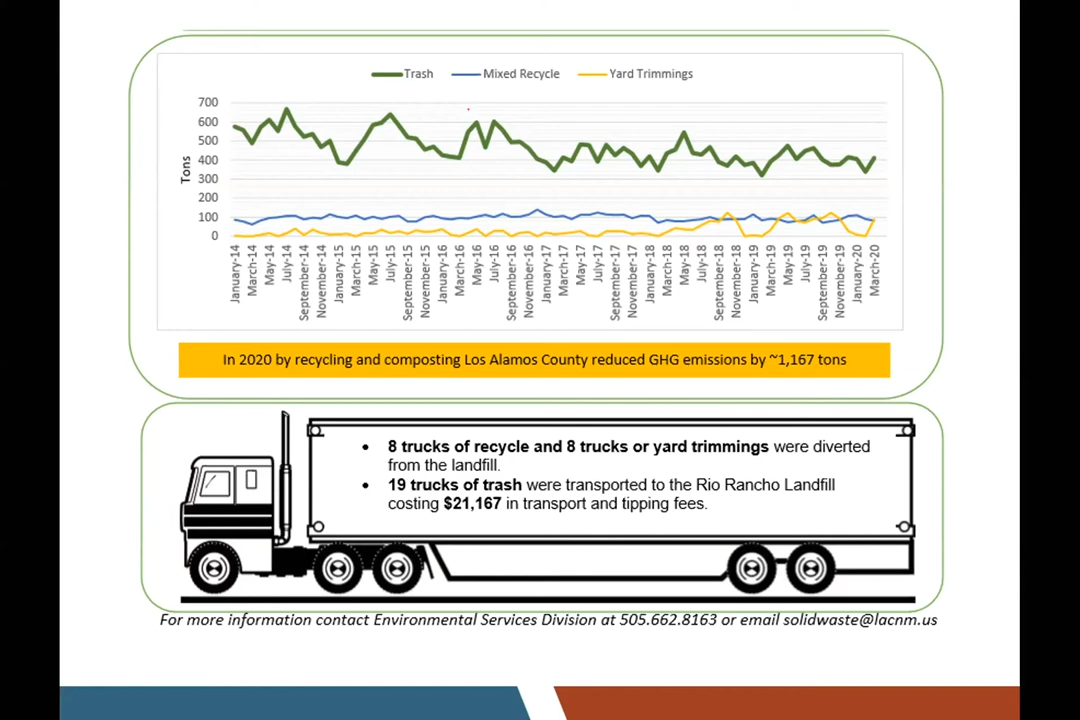 Trash Mixed Recycle Yard Trimmings
700
600
500
400
300
200
100
0
Tons
January-14
March-14
May-14
July-14
September-14
November-14
January-15
March-15
May-15
July-15
September-15
November-15
January-16
March-16
May-16
July-16
September-16
November-16
January-17
March-17
May-17
July-17
September-17
November-17
January-18
March-18
May-18
July-18
September-18
November-18
January-19
March-19
May-19
July-19
September-19
November-19
January-20
March-20
In 2020 by recycling and composting Los Alamos County reduced GHG emissions by ~1,167 tons
• 8 trucks of recycle and 8 trucks or yard trimmings were diverted
from the landfill.
• 19 trucks of trash were transported to the Rio Rancho Landfill
costing $21,167 in transport and tipping fees.
For more information contact Environmental Services Division at 505.662.8163 or email solidwaste@lacnm.us